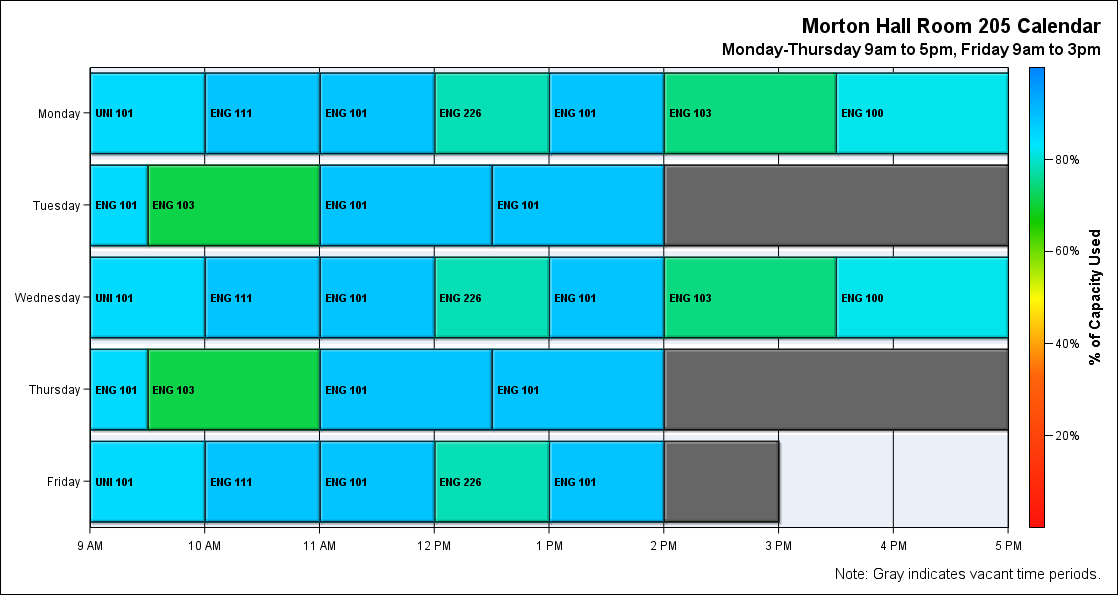 Morton Hall Room 205 Calendar
Monday-Thursday 9am to 5pm, Friday 9am to 3pm
Monday
UNI 101
ENG 111
ENG 101
ENG 226
ENG 101
ENG 103
ENG 100
Tuesday
ENG 101
ENG 103
ENG 101
ENG 101
Wednesday
UNI 101
ENG 111
ENG 101
ENG 226
ENG 101
ENG 103
ENG 100
Thursday
ENG 101
ENG 103
ENG 101
ENG 101
Friday
UNI 101
ENG 111
ENG 101
ENG 226
ENG 101
9 AM
10 AM
11 AM
12 PM
1 PM
2 PM
3 PM
4 PM
5 PM
80%
60%
40%
20%
% of Capacity Used
Note: Gray indicates vacant time periods.